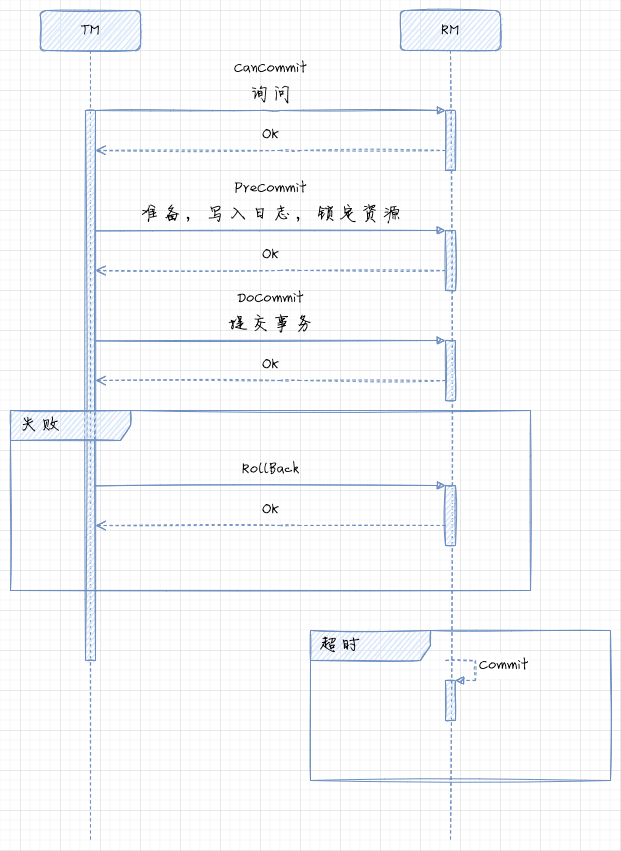 TM
RM
CanCommit
询问
Ok
PreCommit
准备，写入日志，锁定资源
Ok
DoCommit
提交事务
Ok
失败
RollBack
Ok
超时
Commit